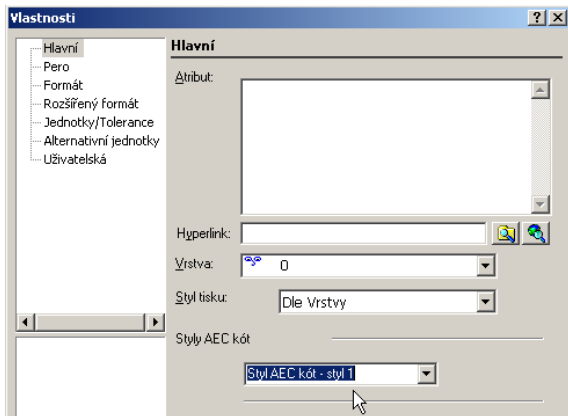 Vlastnosti
Hlavní
Pero
Formát
Rozšířený formát
Jednotky/Tolerance
Alternativní jednotky
Uživatelská
Hlavní
Atribut:
Hyperlink:
Vrstva:
0
Styl tisku:
Dle Vrstvy
Styly AEC kót
Styl AEC kót - styl 1